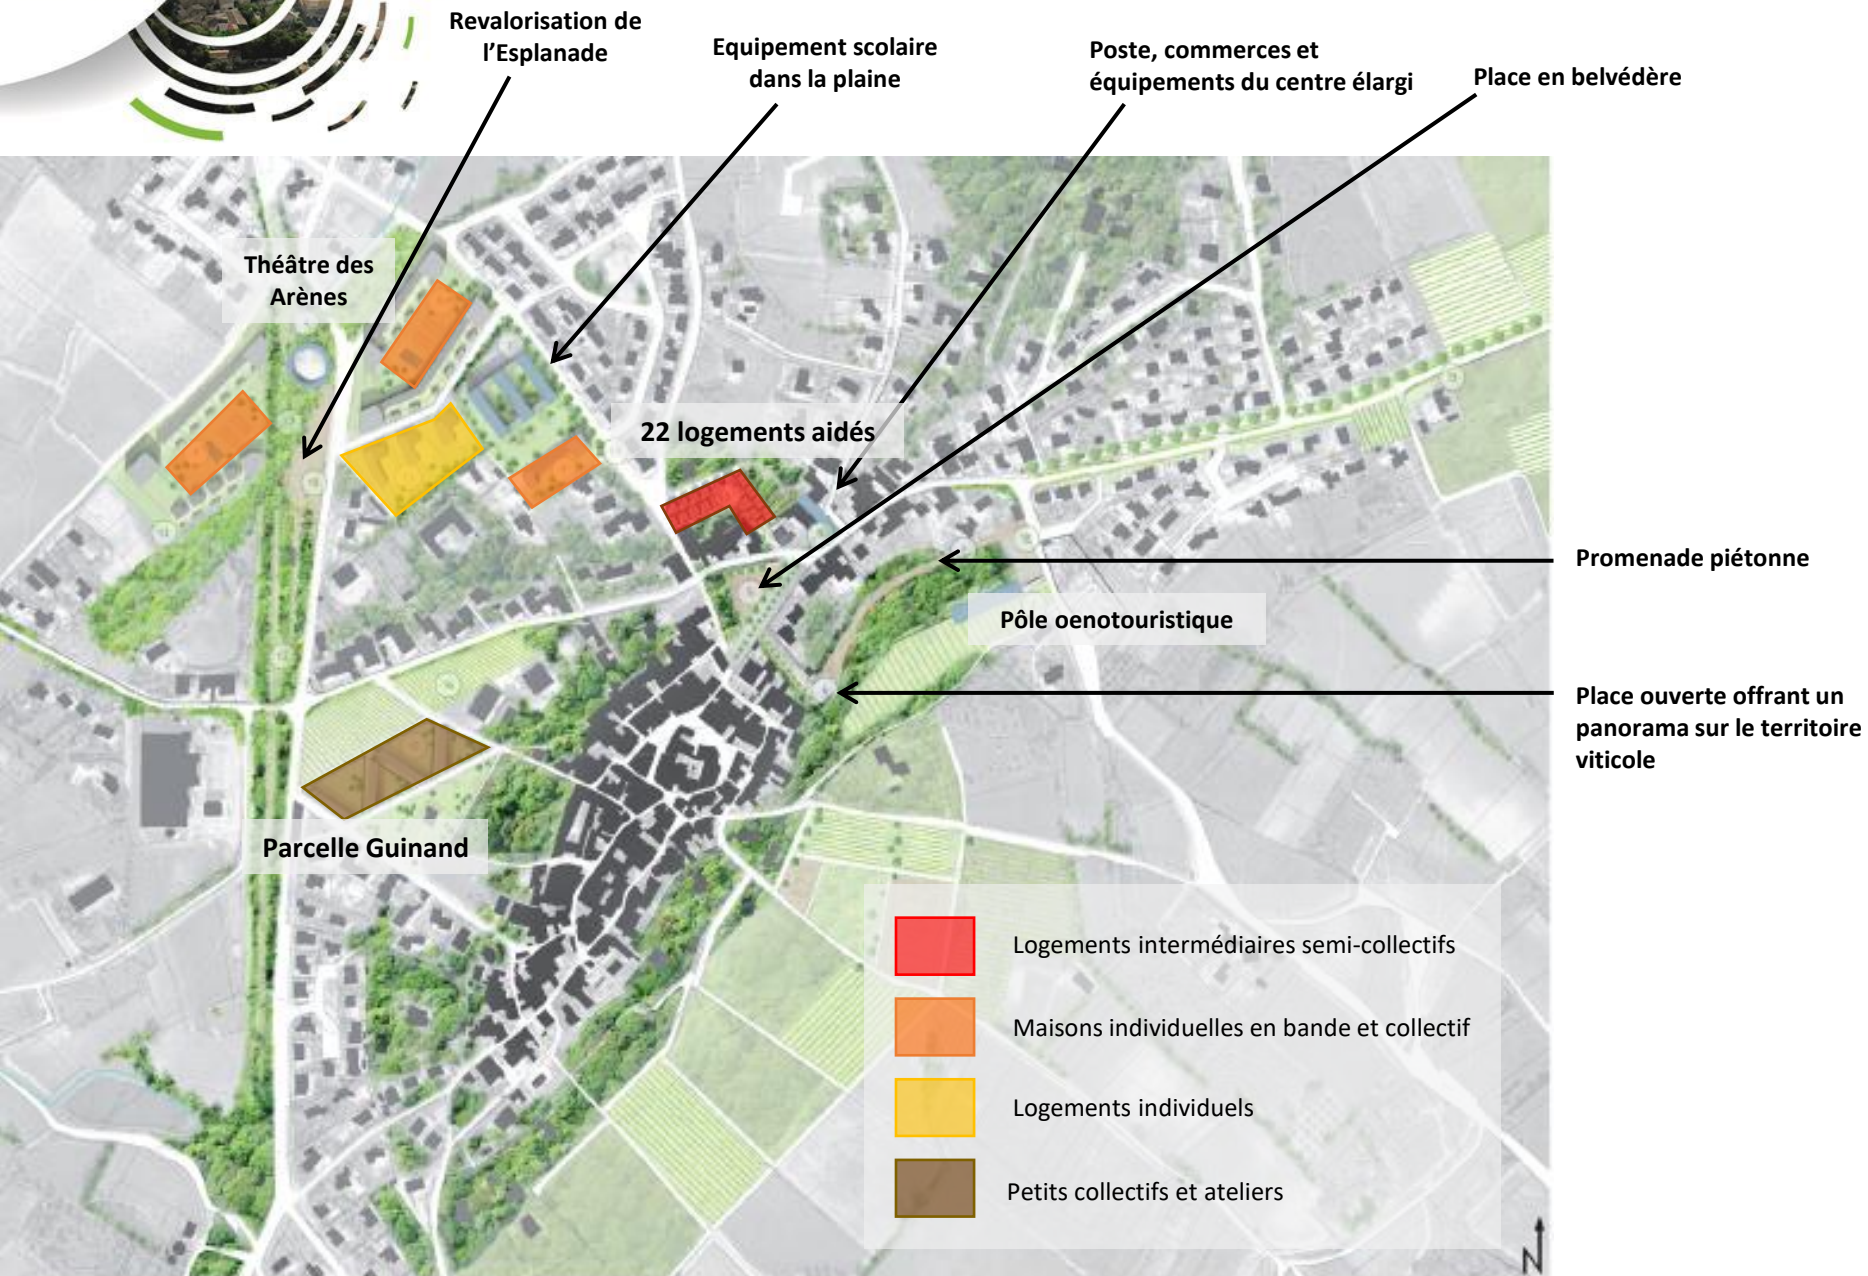 Revalorisation de
l'Esplanade
Equipement scolaire
dans la plaine
Poste, commerces et
équipements du centre élargi
Place en belvédère
Théâtre des
Arènes
22 logements aidés
Promenade piétonne
Pôle oenotouristique
Place ouverte offrant un
panorama sur le territoire
viticole
Parcelle Guinand
Logements intermédiaires semi-collectifs
Maisons individuelles en bande et collectif
Logements individuels
Petits collectifs et ateliers
N